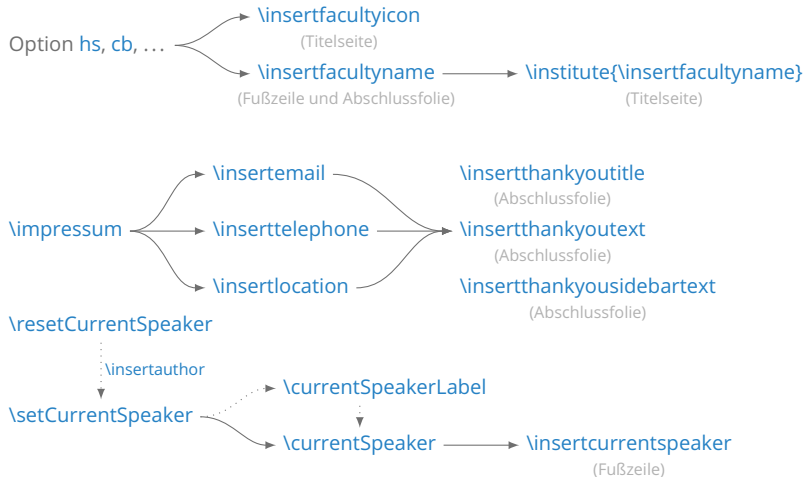 \insertfacultyicon
(Titelseite)
Option hs, cb, ...
\insertfacultyname
\institute{\insertfacultyname}
(Fußzeile und Abschlussfolie)
(Titelseite)
\insertemail
\insertthankyoutitle
(Abschlussfolie)
\impressum
\inserttelephone
\insertthankyoutext
(Abschlussfolie)
\insertlocation
\insertthankyousidebartext
(Abschlussfolie)
\resetCurrentSpeaker
\insertauthor
\currentSpeakerLabel
\setCurrentSpeaker
\currentSpeaker
\insertcurrentspeaker
(Fußzeile)